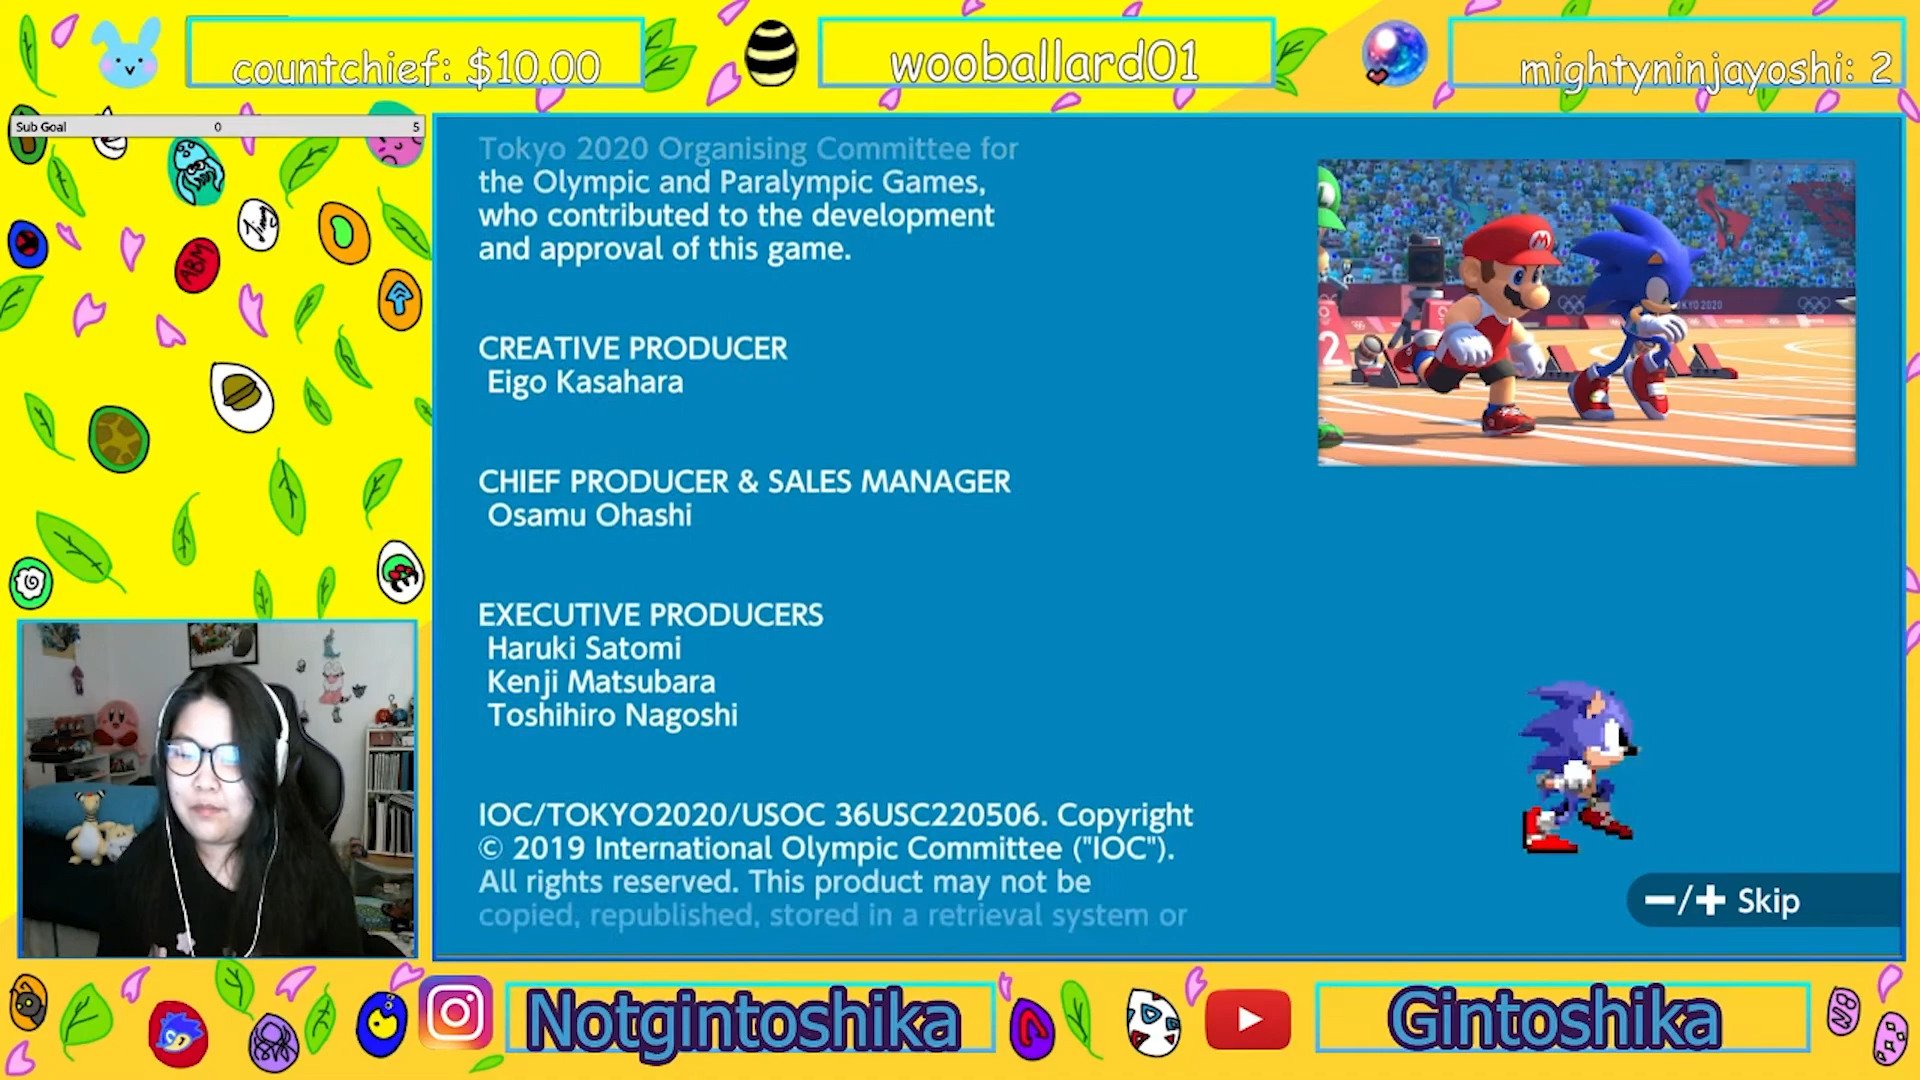 countchief: $10.00
wooballard01
mightyninjayoshi: 2
Sub Goal 0 5
Tokyo 2020 Organising Committee for
the Olympic and Paralympic Games,
who contributed to the development
and approval of this game.
CREATIVE PRODUCER
Eigo Kasahara
CHIEF PRODUCER & SALES MANAGER
Osamu Ohashi
EXECUTIVE PRODUCERS
Haruki Satomi
Kenji Matsubara
Toshihiro Nagoshi
IOC/TOKYO2020/USOC 36USC220506. Copyright
© 2019 International Olympic Committee ("IOC").
All rights reserved. This product may not be
copied, republished, stored in a retrieval system or
−/+ Skip
ABM
M
2
Notgintoshika
Gintoshika